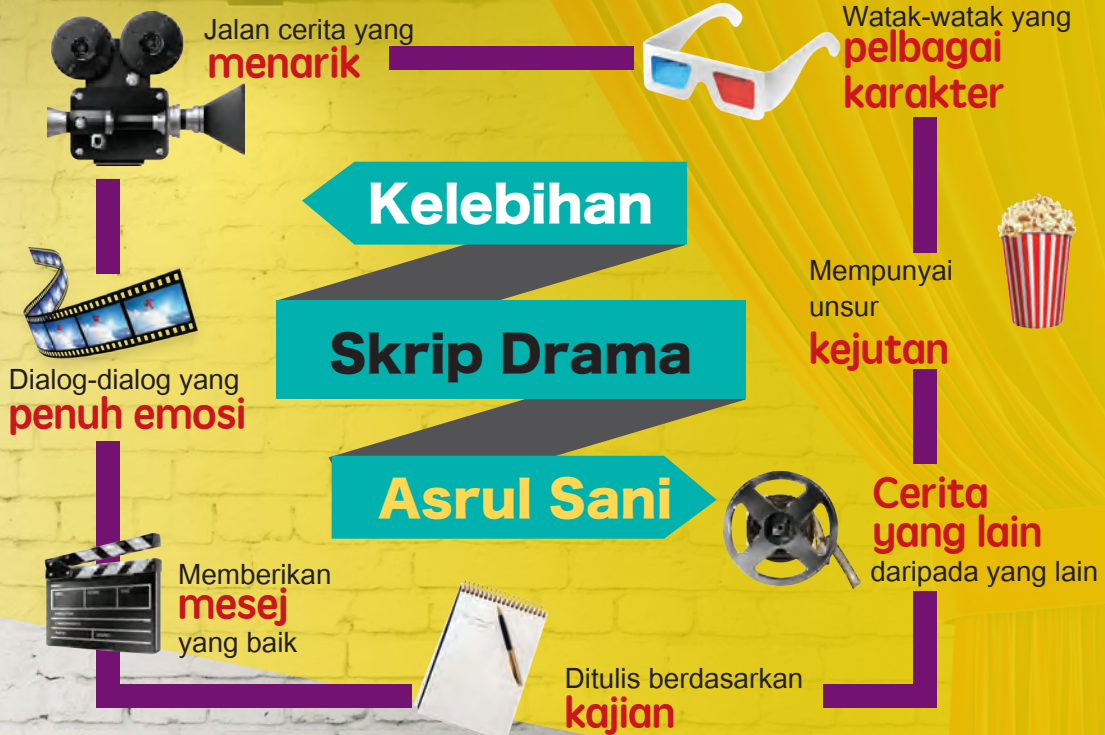 Jalan cerita yang
menarik
Watak-watak yang
pelbagai
karakter
Kelebihan
Skrip Drama
Asrul Sani
Mempunyai
unsur
kejutan
Cerita
yang lain
daripada yang lain
Ditulis berdasarkan
kajian
Memberikan
mesej
yang baik
Dialog-dialog yang
penuh emosi